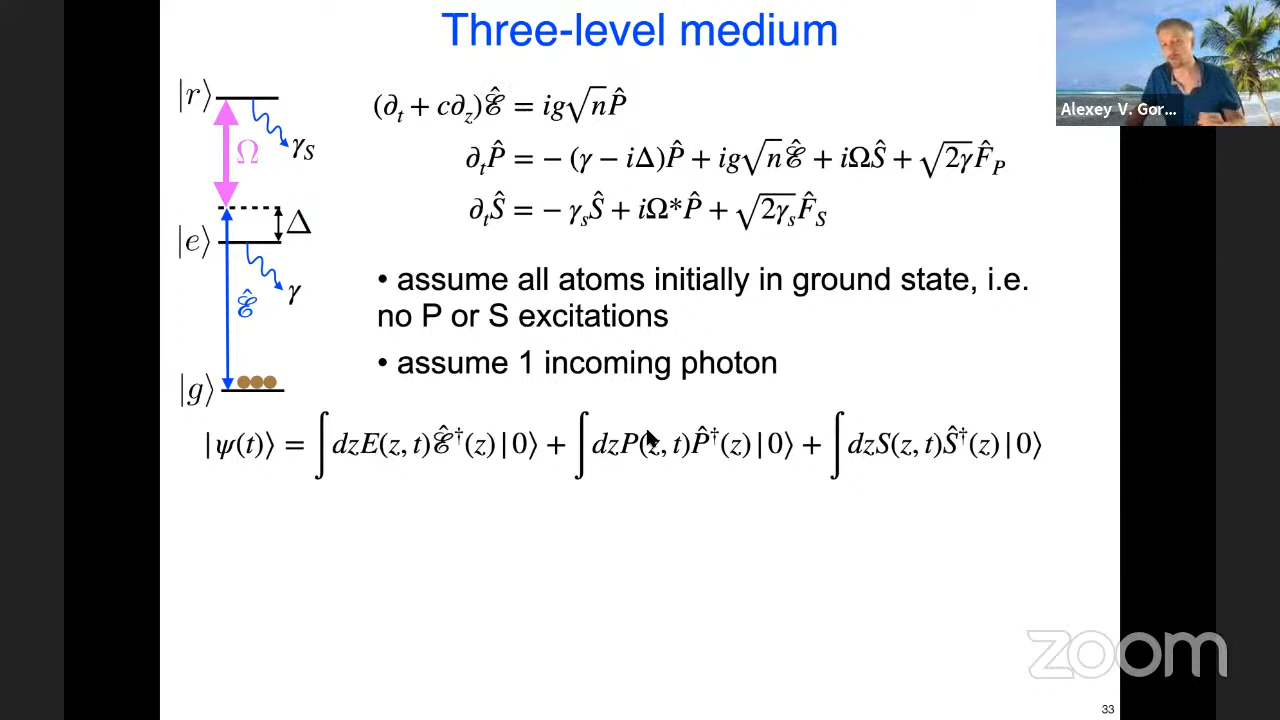 Three-level medium
Alexey V. Gor...
|r⟩
γ_S
Ω
Δ
|e⟩
γ
ℰ̂
|g⟩
(∂_t + c∂_z)ℰ̂ = ig√n P̂
∂_t P̂ = − (γ − iΔ)P̂ + ig√n ℰ̂ + iΩŜ + √2γ F̂_P
∂_t Ŝ = − γ_s Ŝ + iΩ* P̂ + √2γ_s F̂_S
• assume all atoms initially in ground state, i.e.
no P or S excitations
• assume 1 incoming photon
|ψ(t)⟩ = ∫ dzE(z, t)ℰ̂†(z) | 0⟩ + ∫ dzP(z, t)P̂†(z) | 0⟩ + ∫ dzS(z, t)Ŝ†(z) | 0⟩
zoom
33